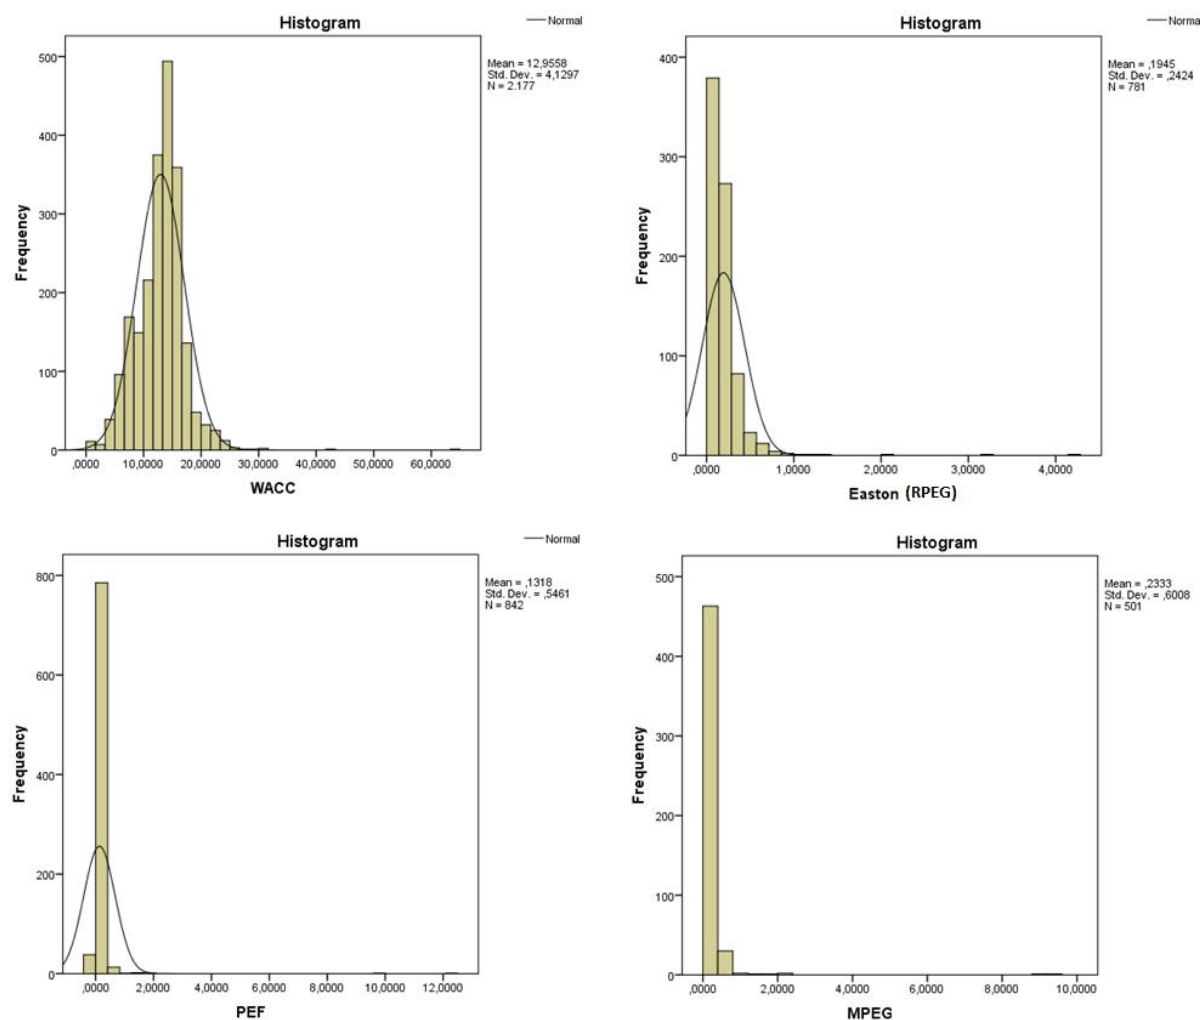 Histogram
Normal
Mean = 12,9558
Std. Dev. = 4,1297
N = 2.177
Frequency
500
400
300
200
100
0
,0000 10,0000 20,0000 30,0000 40,0000 50,0000 60,0000
WACC
Histogram
Normal
Mean = ,1945
Std. Dev. = ,2424
N = 781
Frequency
400
300
200
100
0
,0000 1,0000 2,0000 3,0000 4,0000
Easton (RPEG)
Histogram
Normal
Mean = ,1318
Std. Dev. = ,5461
N = 842
Frequency
800
600
400
200
0
,0000 2,0000 4,0000 6,0000 8,0000 10,0000 12,0000
PEF
Histogram
Mean = ,2333
Std. Dev. = ,6008
N = 501
Frequency
500
400
300
200
100
0
,0000 2,0000 4,0000 6,0000 8,0000 10,0000
MPEG